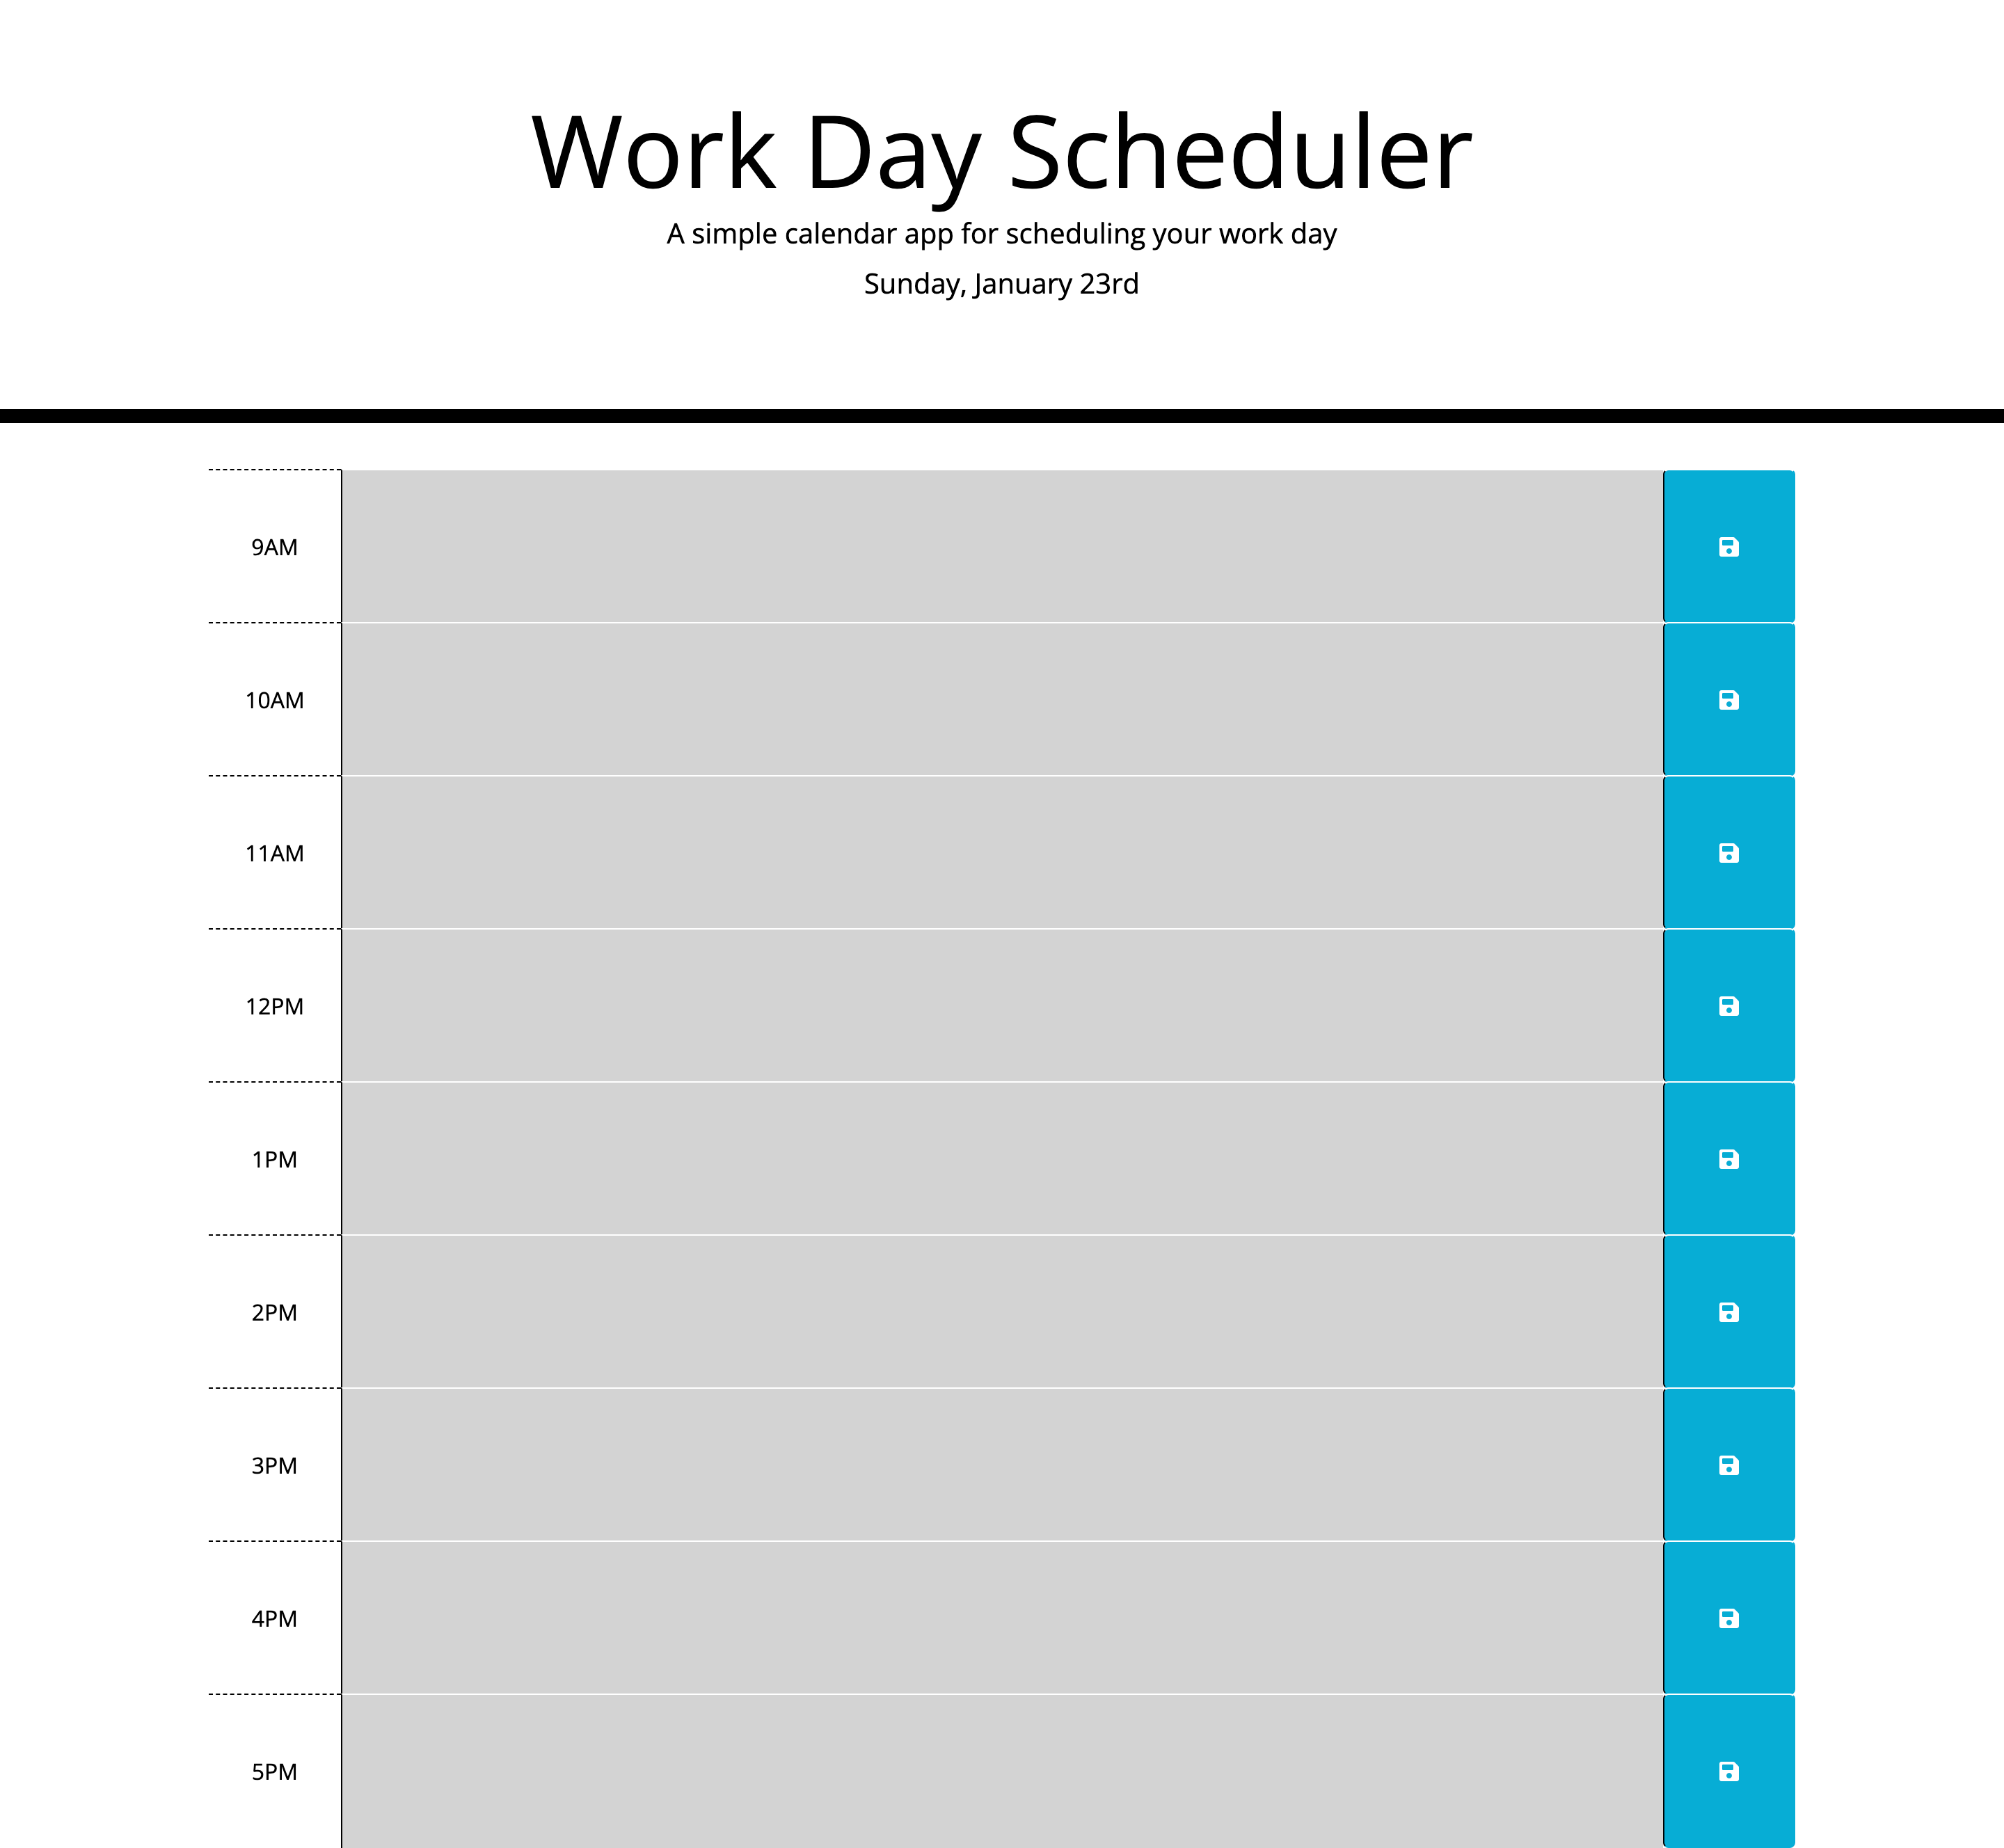 Work Day Scheduler
A simple calendar app for scheduling your work day
Sunday, January 23rd
9AM
10AM
11AM
12PM
1PM
2PM
3PM
4PM
5PM